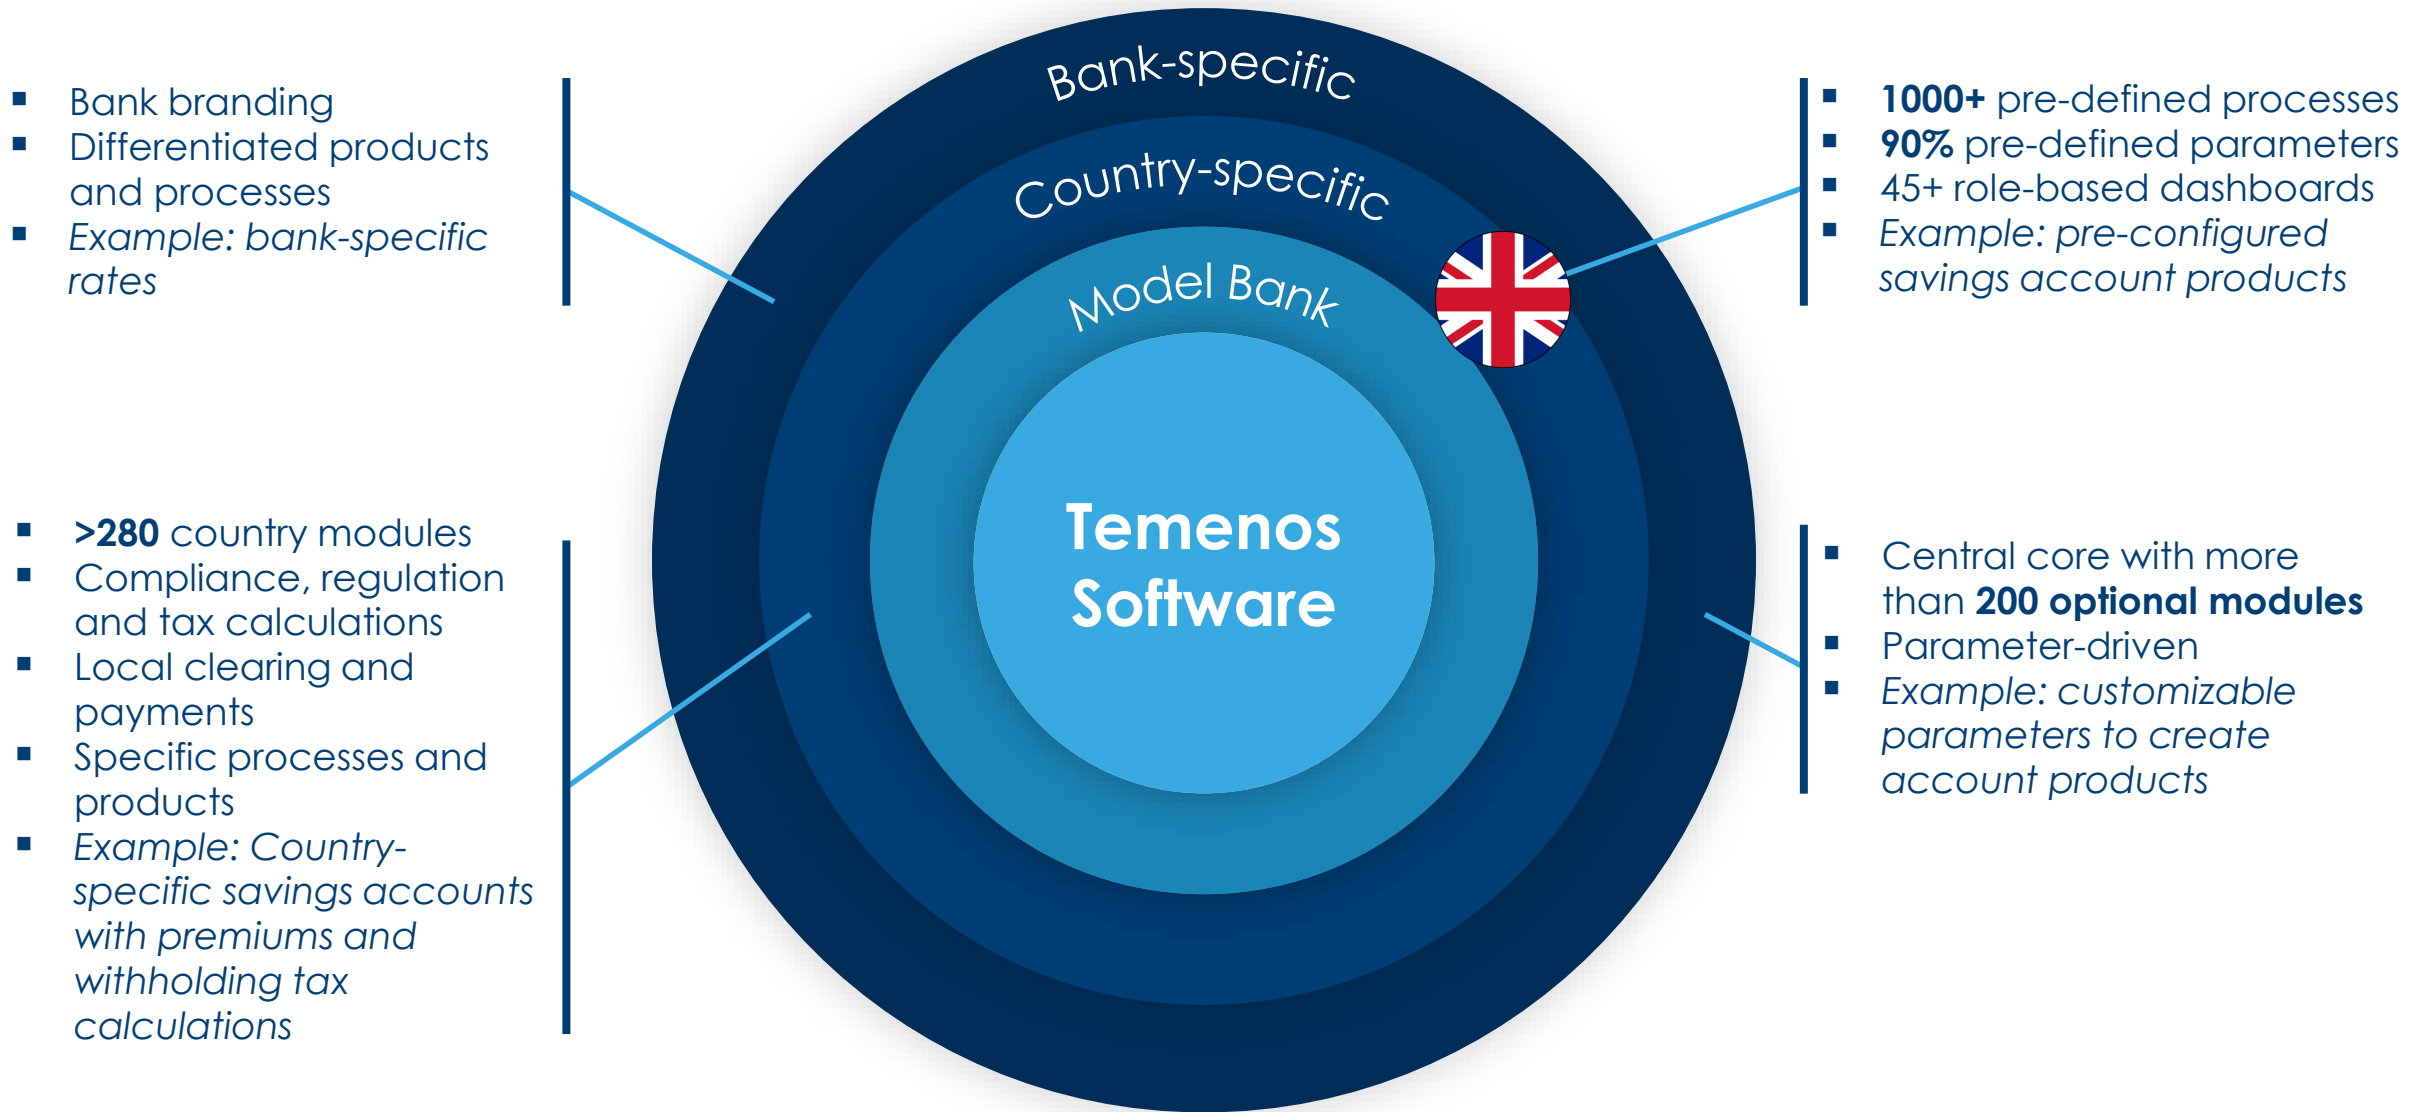 Bank-specific
Country-specific
Model Bank
Temenos
Software
▪ Bank branding
▪ Differentiated products
and processes
▪ Example: bank-specific
rates
▪ >280 country modules
▪ Compliance, regulation
and tax calculations
▪ Local clearing and
payments
▪ Specific processes and
products
▪ Example: Country-
specific savings accounts
with premiums and
withholding tax
calculations
▪ 1000+ pre-defined processes
▪ 90% pre-defined parameters
▪ 45+ role-based dashboards
▪ Example: pre-configured
savings account products
▪ Central core with more
than 200 optional modules
▪ Parameter-driven
▪ Example: customizable
parameters to create
account products